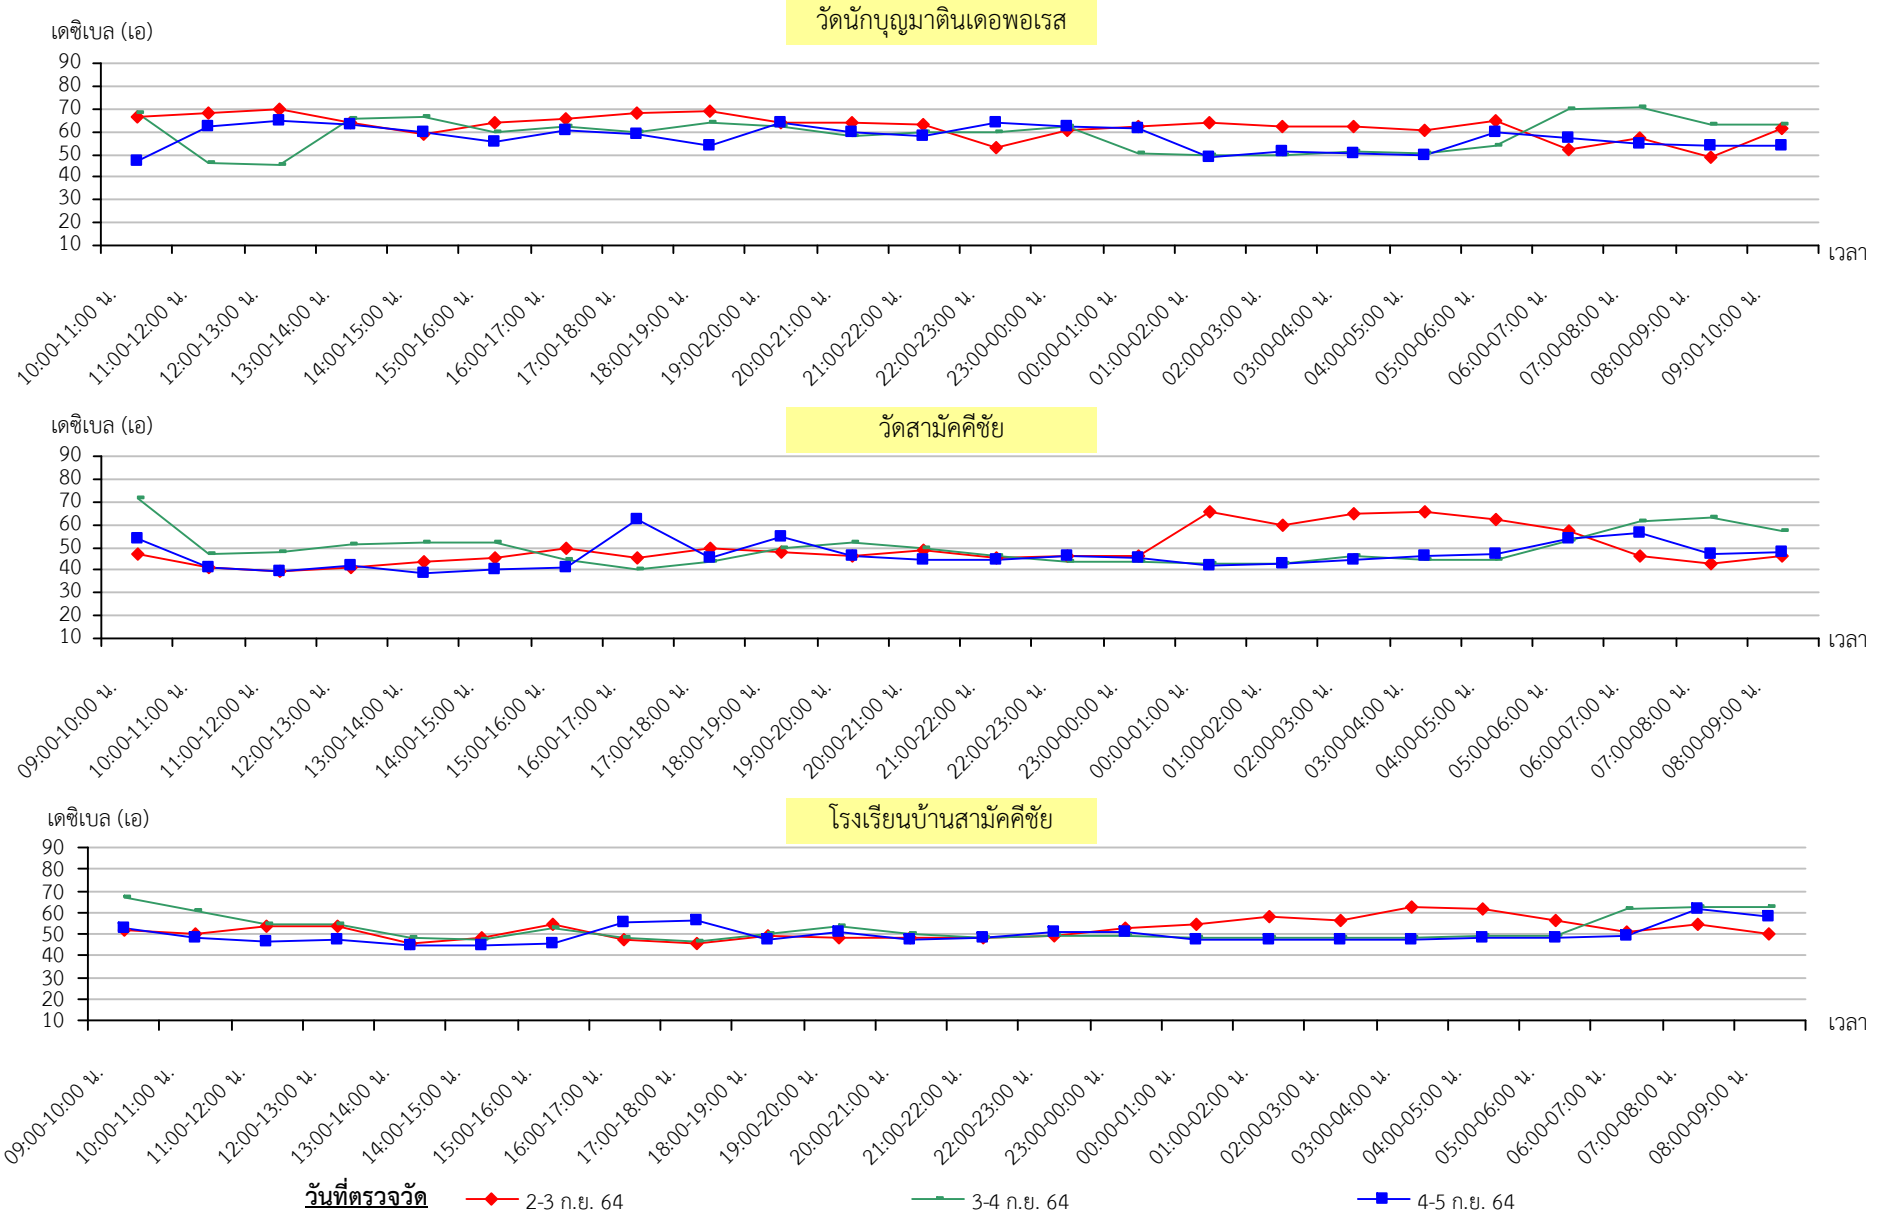 วัดนักบุญมาตินเดอพอเรส
เดซิเบล (เอ)
90
80
70
60
50
40
30
20
10
เวลา
10:00-11:00 น.
11:00-12:00 น.
12:00-13:00 น.
13:00-14:00 น.
14:00-15:00 น.
15:00-16:00 น.
16:00-17:00 น.
17:00-18:00 น.
18:00-19:00 น.
19:00-20:00 น.
20:00-21:00 น.
21:00-22:00 น.
22:00-23:00 น.
23:00-00:00 น.
00:00-01:00 น.
01:00-02:00 น.
02:00-03:00 น.
03:00-04:00 น.
04:00-05:00 น.
05:00-06:00 น.
06:00-07:00 น.
07:00-08:00 น.
08:00-09:00 น.
09:00-10:00 น.
วัดสามัคคีชัย
เดซิเบล (เอ)
90
80
70
60
50
40
30
20
10
เวลา
09:00-10:00 น.
10:00-11:00 น.
11:00-12:00 น.
12:00-13:00 น.
13:00-14:00 น.
14:00-15:00 น.
15:00-16:00 น.
16:00-17:00 น.
17:00-18:00 น.
18:00-19:00 น.
19:00-20:00 น.
20:00-21:00 น.
21:00-22:00 น.
22:00-23:00 น.
23:00-00:00 น.
00:00-01:00 น.
01:00-02:00 น.
02:00-03:00 น.
03:00-04:00 น.
04:00-05:00 น.
05:00-06:00 น.
06:00-07:00 น.
07:00-08:00 น.
08:00-09:00 น.
โรงเรียนบ้านสามัคคีชัย
เดซิเบล (เอ)
90
80
70
60
50
40
30
20
10
เวลา
09:00-10:00 น.
10:00-11:00 น.
11:00-12:00 น.
12:00-13:00 น.
13:00-14:00 น.
14:00-15:00 น.
15:00-16:00 น.
16:00-17:00 น.
17:00-18:00 น.
18:00-19:00 น.
19:00-20:00 น.
20:00-21:00 น.
21:00-22:00 น.
22:00-23:00 น.
23:00-00:00 น.
00:00-01:00 น.
01:00-02:00 น.
02:00-03:00 น.
03:00-04:00 น.
04:00-05:00 น.
05:00-06:00 น.
06:00-07:00 น.
07:00-08:00 น.
08:00-09:00 น.
วันที่ตรวจวัด 2-3 ก.ย. 64 3-4 ก.ย. 64 4-5 ก.ย. 64